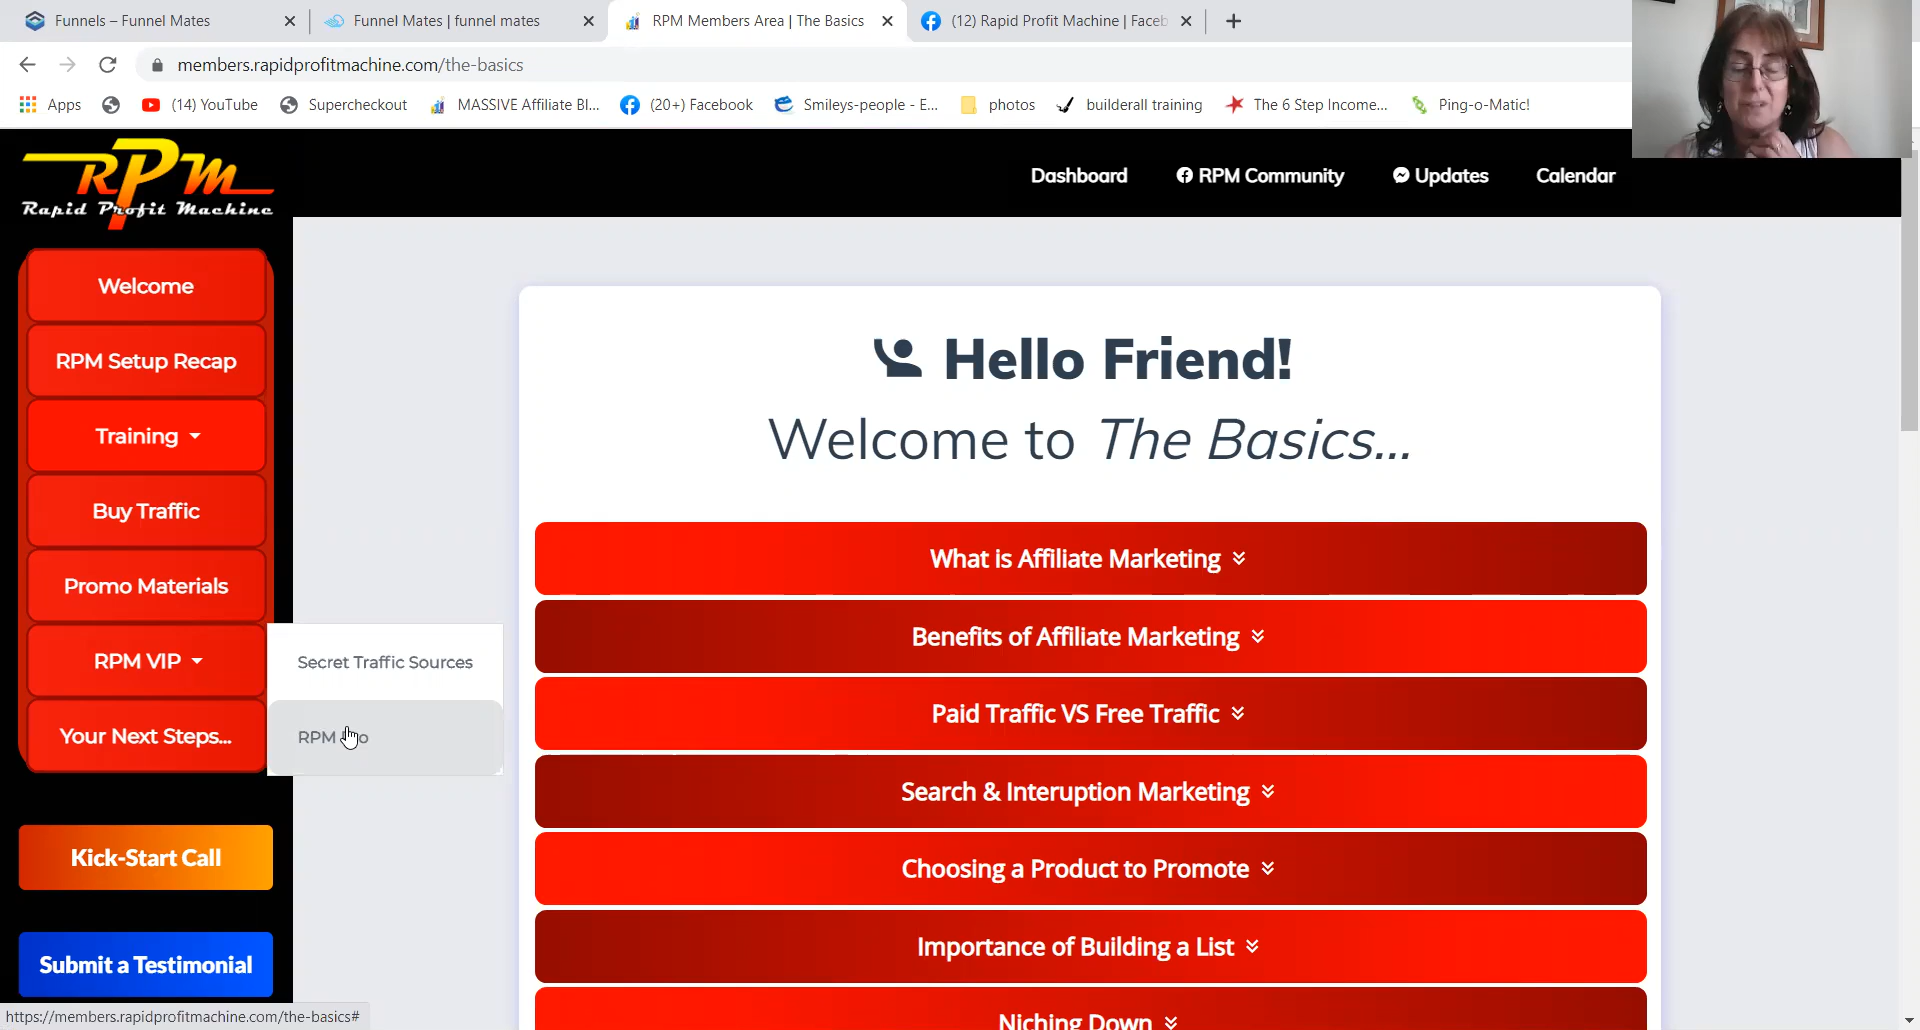 Funnels – Funnel Mates
Funnel Mates | funnel mates
RPM Members Area | The Basics
(12) Rapid Profit Machine | Faceb
members.rapidprofitmachine.com/the-basics
Apps
(14) YouTube
Supercheckout
MASSIVE Affiliate Bl...
(20+) Facebook
Smileys-people - E...
photos
builderall training
The 6 Step Income...
Ping-o-Matic!
RPM
Rapid Profit Machine
Dashboard
RPM Community
Updates
Calendar
Welcome
RPM Setup Recap
Training
Buy Traffic
Promo Materials
RPM VIP
Your Next Steps...
Secret Traffic Sources
RPM
Kick-Start Call
Submit a Testimonial
Hello Friend!
Welcome to The Basics...
What is Affiliate Marketing
Benefits of Affiliate Marketing
Paid Traffic VS Free Traffic
Search & Interuption Marketing
Choosing a Product to Promote
Importance of Building a List
Niching Down
https://members.rapidprofitmachine.com/the-basics#